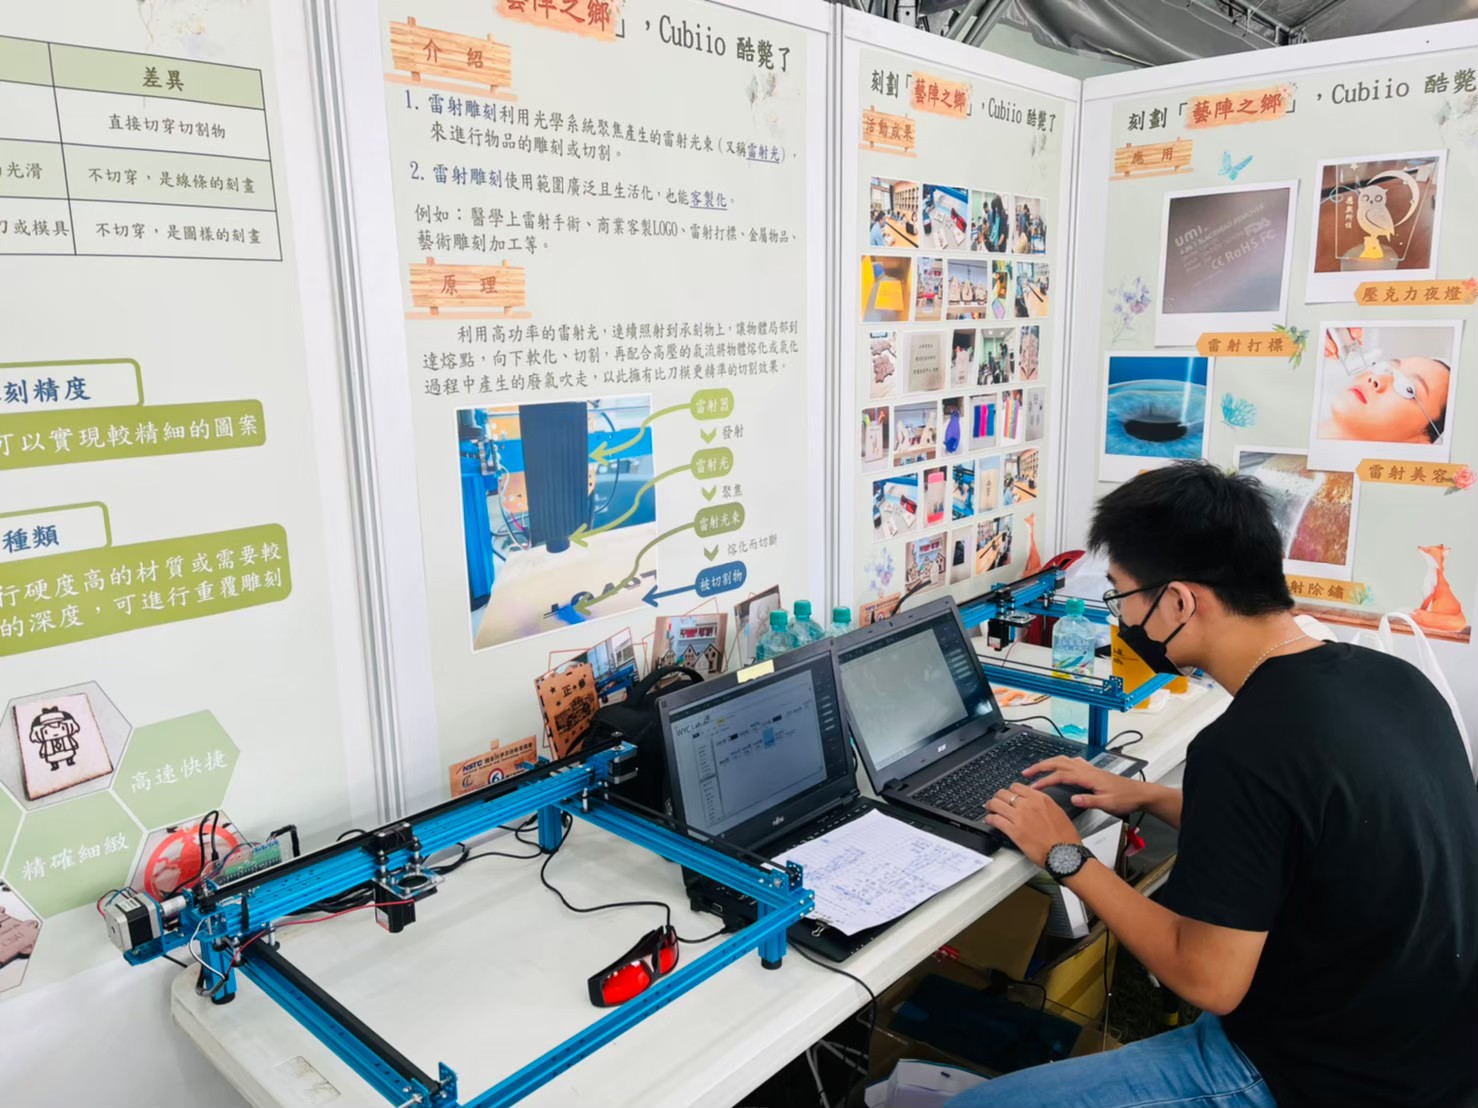 差異
直接切穿切割物
光滑
不切穿，是線條的刻畫
刀或模具
不切穿，是圖樣的刻畫
刻精度
可以實現較精細的圖案
種類
行硬度高的材質或需要較
的深度，可進行重覆雕刻
高速快捷
精確細緻
藝陣之鄉」，Cubiio 酷斃了
介紹
1. 雷射雕刻利用光學系統聚焦產生的雷射光束（又稱雷射光），
來進行物品的雕刻或切割。
2. 雷射雕刻使用範圍廣泛且生活化，也能客製化。
例如：醫學上雷射手術、商業客製LOGO、雷射打標、金屬物品、
藝術雕刻加工等。
原理
利用高功率的雷射光，連續照射到承刻物上，讓物體局部到
達熔點，向下軟化、切割，再配合高壓的氣流將物體熔化或氣化
過程中產生的廢氣吹走，以此擁有比刀模更精準的切割效果。
雷射器
發射
雷射光
聚焦
雷射光束
熔化而切斷
被切割物
正
NSTC
刻劃「藝陣之鄉」，Cubiio 酷斃了
活動成果
刻劃「藝陣之鄉」，Cubiio 酷斃
應用
umi.
CE RoHS FC
壓克力夜燈
雷射打標
雷射美容
射除鏽
WYC
acer
FUJITSU